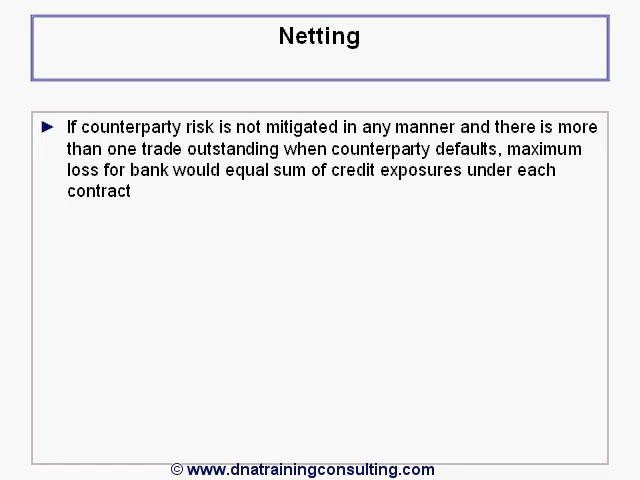 Netting
► If counterparty risk is not mitigated in any manner and there is more
than one trade outstanding when counterparty defaults, maximum
loss for bank would equal sum of credit exposures under each
contract
© www.dnatrainingconsulting.com